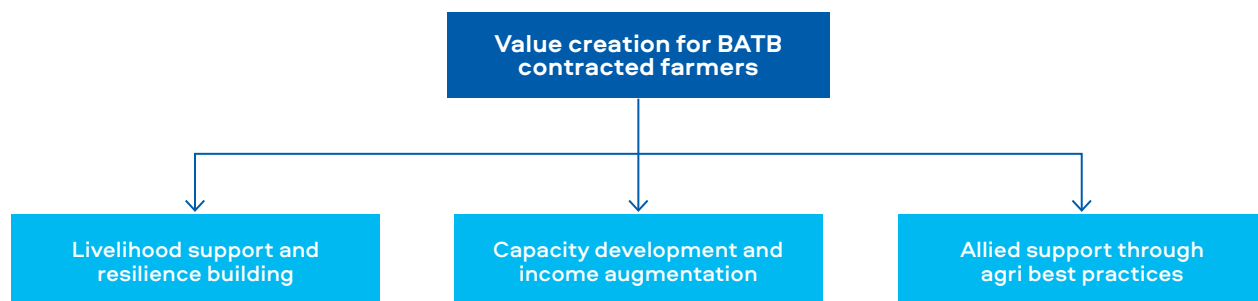 Value creation for BATB
contracted farmers
Livelihood support and
resilience building
Capacity development and
income augmentation
Allied support through
agri best practices